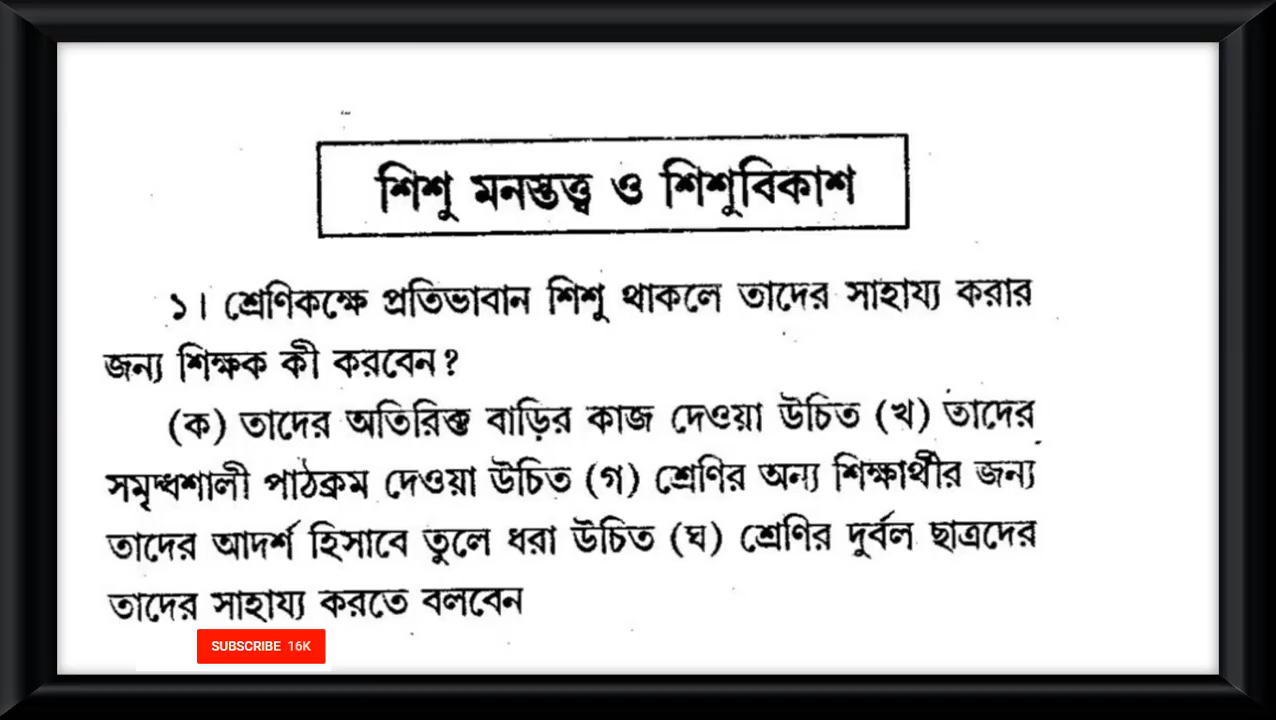 শিশু মনস্তত্ত্ব ও শিশুবিকাশ
১। শ্রেণিকক্ষে প্রতিভাবান শিশু থাকলে তাদের সাহায্য করার
জন্য শিক্ষক কী করবেন?
(ক) তাদের অতিরিক্ত বাড়ির কাজ দেওয়া উচিত (খ) তাদের
সমৃদ্ধশালী পাঠক্রম দেওয়া উচিত (গ) শ্রেণির অন্য শিক্ষার্থীর জন্য
তাদের আদর্শ হিসাবে তুলে ধরা উচিত (ঘ) শ্রেণির দুর্বল ছাত্রদের
তাদের সাহায্য করতে বলবেন
SUBSCRIBE 16K